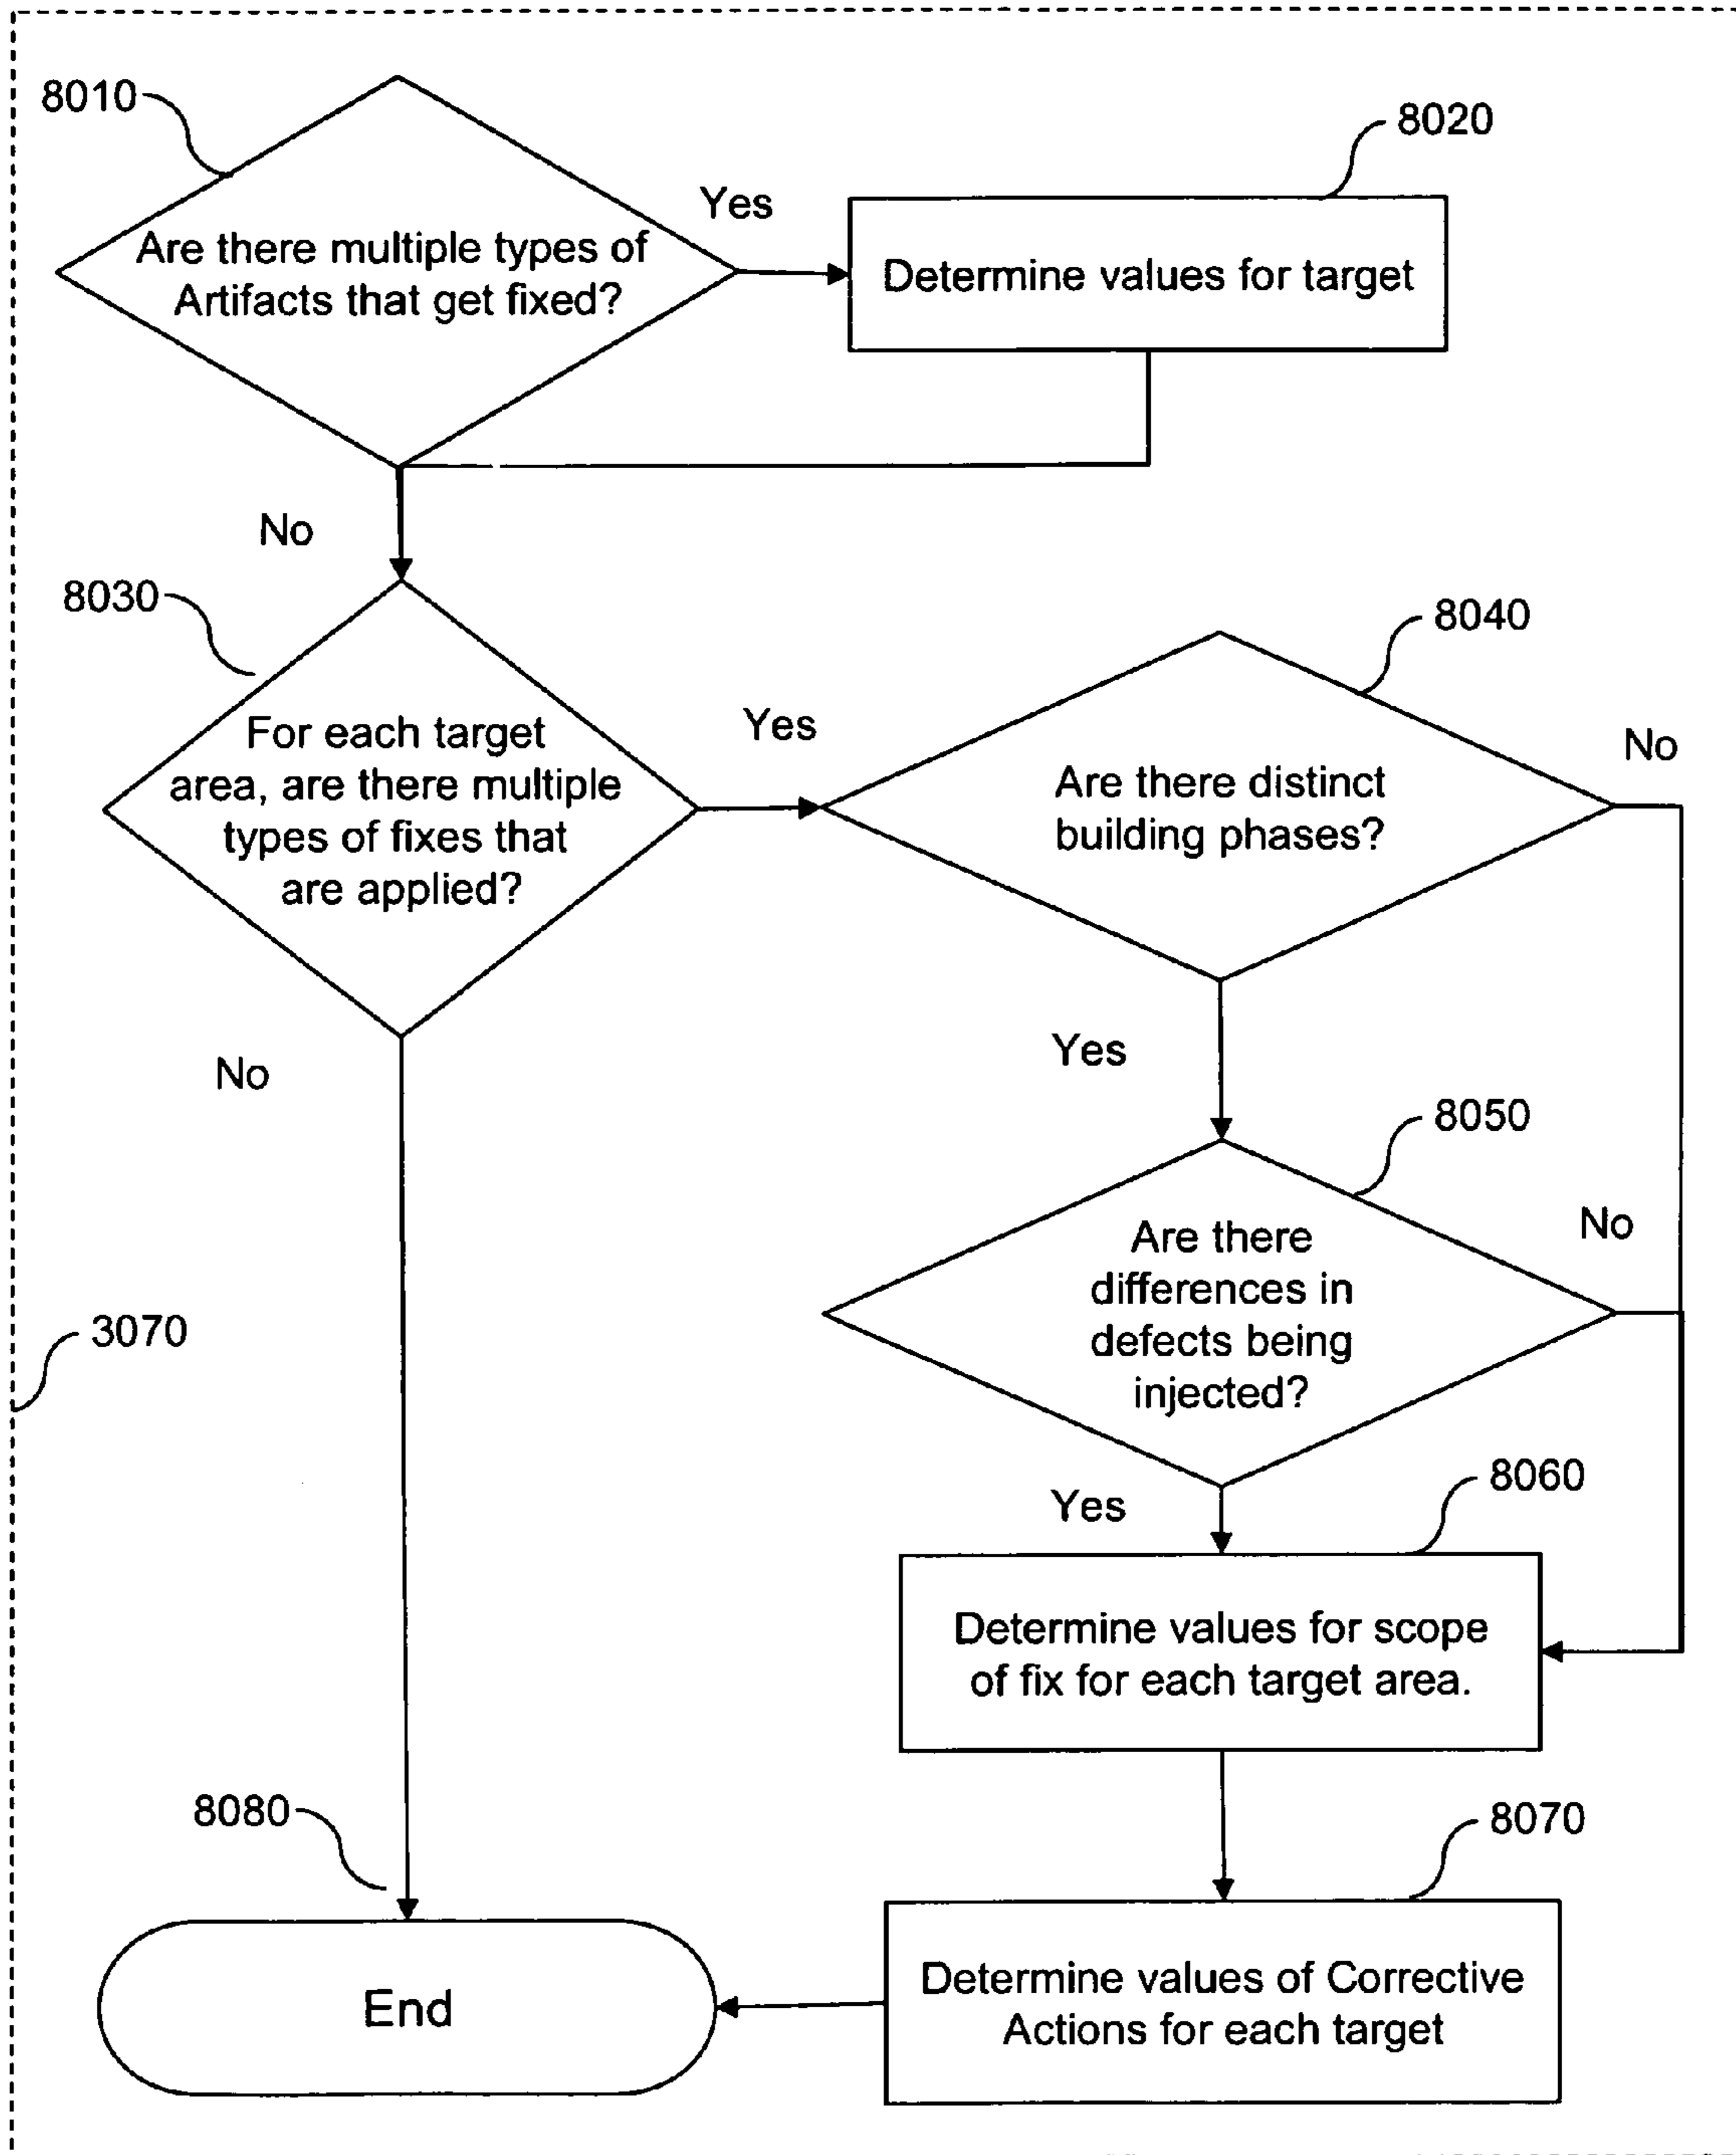 8010
8020
Yes
Are there multiple types of
Artifacts that get fixed?
Determine values for target
No
8030
8040
For each target
area, are there multiple
types of fixes that
are applied?
Yes
Are there distinct
building phases?
No
No
Yes
8050
Are there
differences in
defects being
injected?
No
3070
Yes
8060
Determine values for scope
of fix for each target area.
8080
8070
End
Determine values of Corrective
Actions for each target